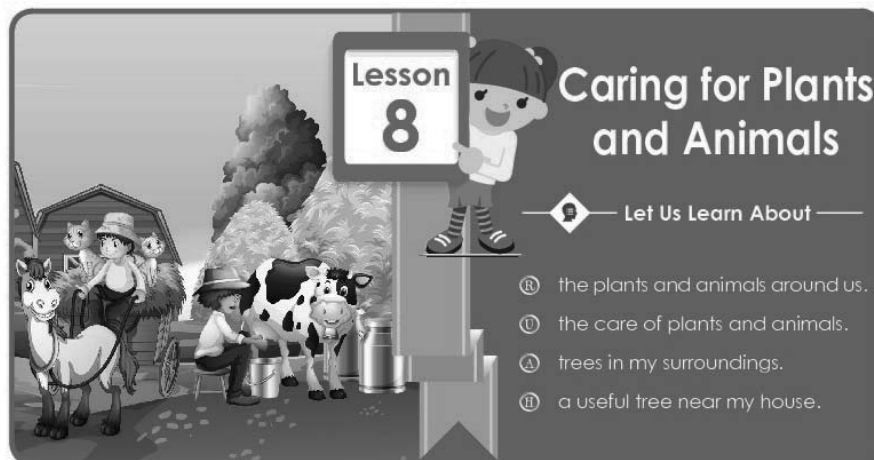 Lesson
8
Caring for Plants
and Animals
Let Us Learn About
R the plants and animals around us.
U the care of plants and animals.
A trees in my surroundings.
H a useful tree near my house.